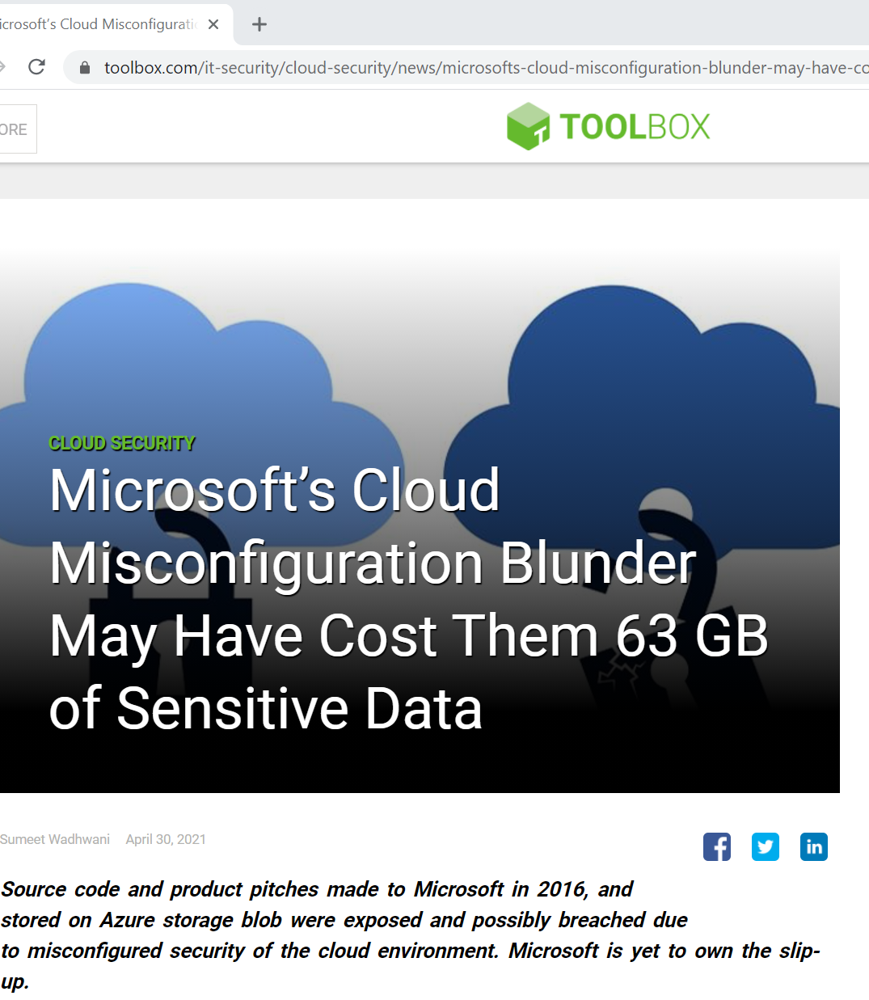 icrosoft's Cloud Misconfigurati
toolbox.com/it-security/cloud-security/news/microsofts-cloud-misconfiguration-blunder-may-have-co
ORE
TOOLBOX
CLOUD SECURITY
Microsoft’s Cloud
Misconfiguration Blunder
May Have Cost Them 63 GB
of Sensitive Data
Sumeet Wadhwani April 30, 2021
Source code and product pitches made to Microsoft in 2016, and
stored on Azure storage blob were exposed and possibly breached due
to misconfigured security of the cloud environment. Microsoft is yet to own the slip-
up.